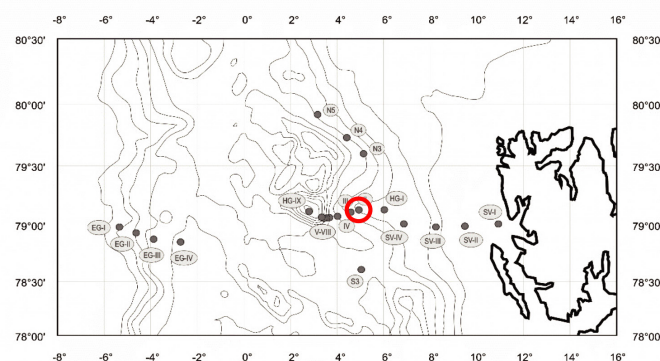 -8° -6° -4° -2° 0° 2° 4° 6° 8° 10° 12° 14° 16°
80°30' 80°30'
N5
80°00' 80°00'
N4
N3
79°30' 79°30'
HG-IX III HG-I
EG-I V-VIII IV SV-I
79°00' 79°00'
EG-II SV-IV SV-III SV-II
EG-III EG-IV
S3
78°30' 78°30'
78°00' 78°00'
-8° -6° -4° -2° 0° 2° 4° 6° 8° 10° 12° 14° 16°